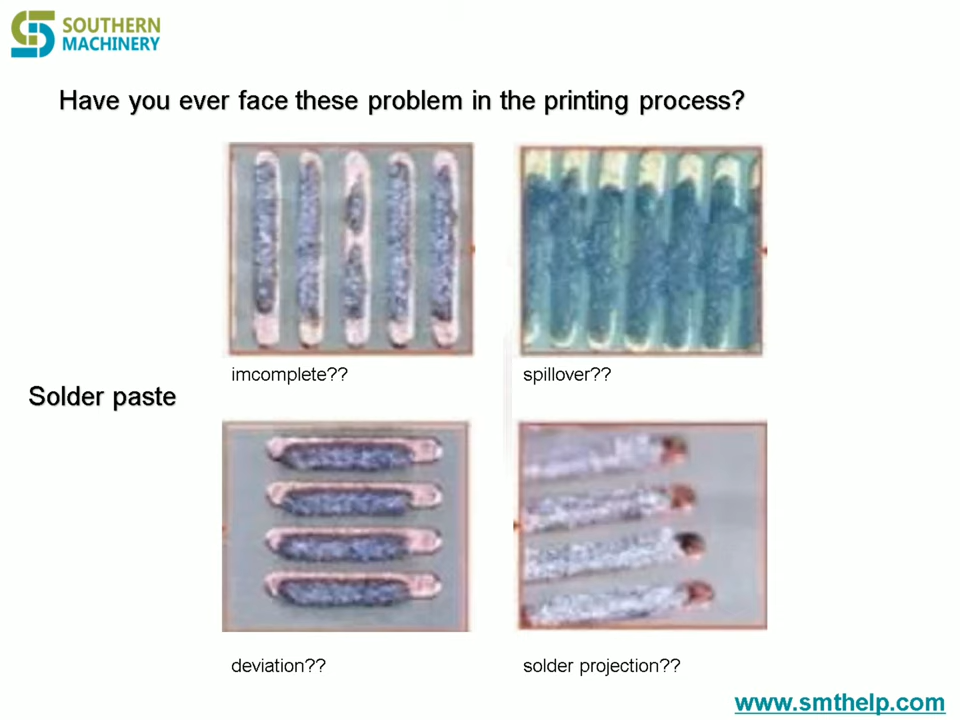 SOUTHERN
MACHINERY
Have you ever face these problem in the printing process?
imcomplete??
spillover??
Solder paste
deviation??
solder projection??
www.smthelp.com